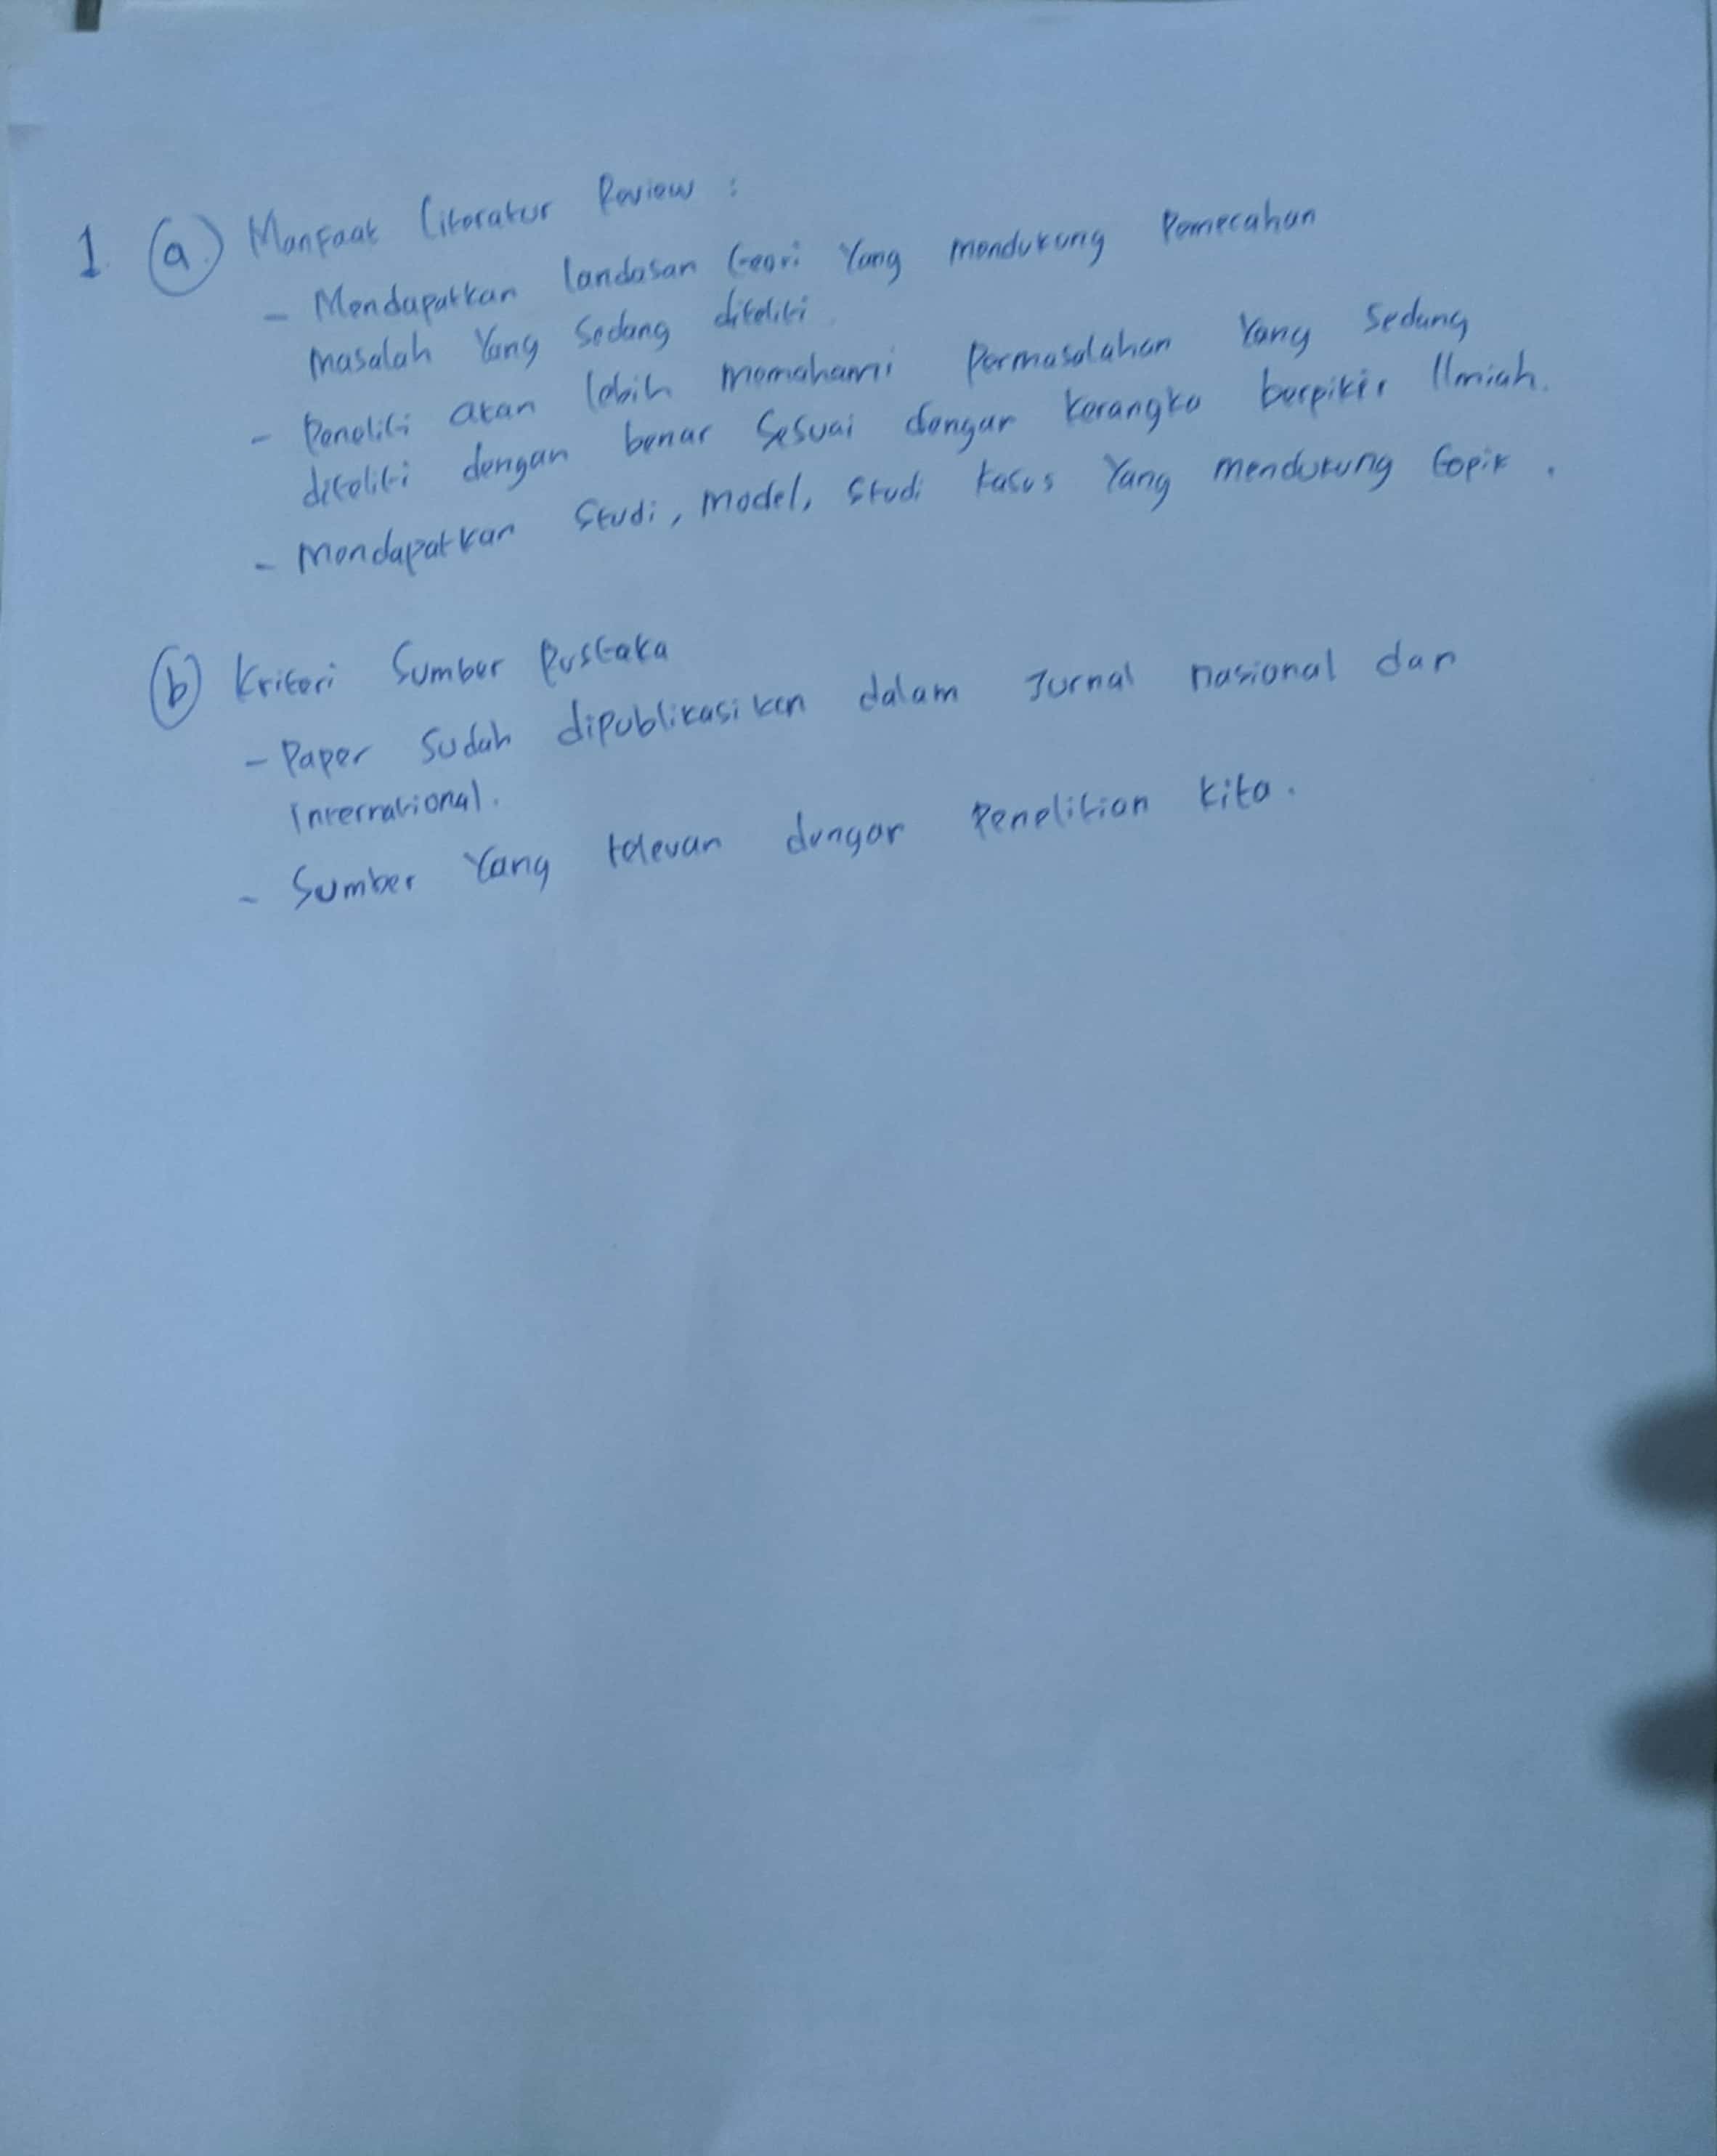 1. a. Manfaat Literatur Review :
- Mendapatkan landasan teori Yang mendukung Pemecahan
masalah Yang Sedang diteliti.
- Peneliti akan lebih memahami Permasalahan Yang Sedang
diteliti dengan benar Sesuai dengan kerangka berpikir Ilmiah.
- Mendapatkan Studi, model, Studi kasus Yang mendukung topik.
b Kriteri Sumber Pustaka
- Paper Sudah dipublikasikan dalam Jurnal nasional dan
Internasional.
- Sumber Yang relevan dengan Penelitian kita.